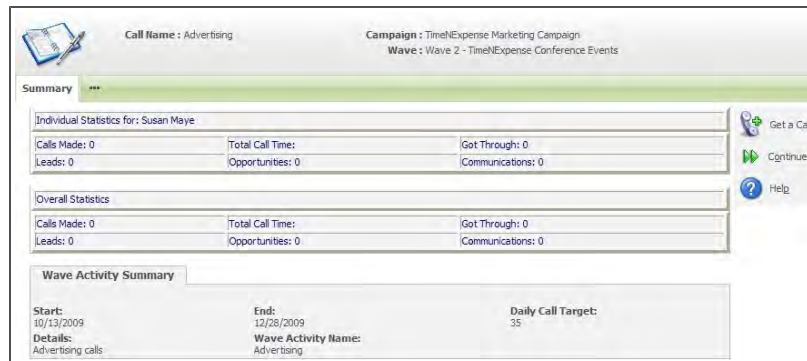 Call Name : Advertising Campaign : TimeNExpense Marketing Campaign
Wave : Wave 2 - TimeNExpense Conference Events
Summary •••
Individual Statistics for: Susan Maye
Calls Made: 0 Total Call Time: Got Through: 0
Leads: 0 Opportunities: 0 Communications: 0
Get a Ca
Continue
Help
Overall Statistics
Calls Made: 0 Total Call Time: Got Through: 0
Leads: 0 Opportunities: 0 Communications: 0
Wave Activity Summary
Start: End: Daily Call Target:
10/13/2009 12/28/2009 35
Details: Wave Activity Name:
Advertising calls Advertising